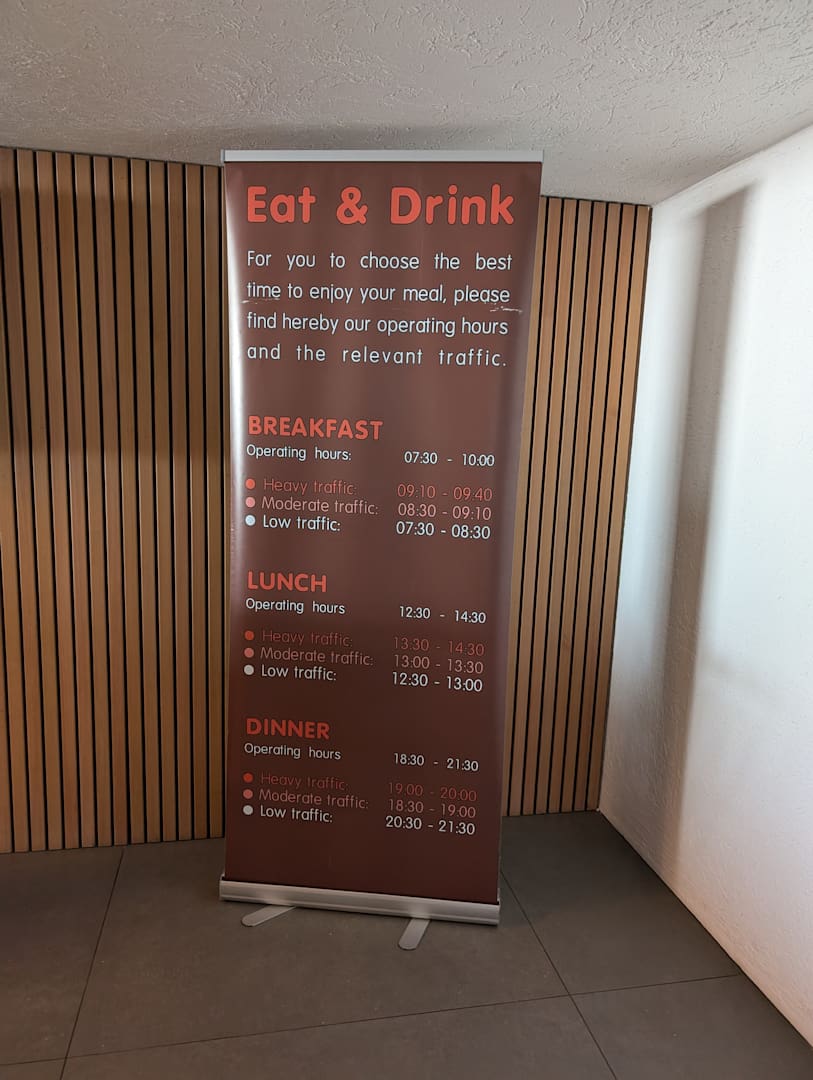 Eat & Drink
For you to choose the best
time to enjoy your meal, please
find hereby our operating hours
and the relevant traffic.
BREAKFAST
Operating hours: 07:30 - 10:00
Heavy traffic: 09:10 - 09:40
Moderate traffic: 08:30 - 09:10
Low traffic: 07:30 - 08:30
LUNCH
Operating hours 12:30 - 14:30
Heavy traffic: 13:30 - 14:30
Moderate traffic: 13:00 - 13:30
Low traffic: 12:30 - 13:00
DINNER
Operating hours 18:30 - 21:30
Heavy traffic: 19.00 - 20:00
Moderate traffic: 18:30 - 19:00
Low traffic: 20:30 - 21:30